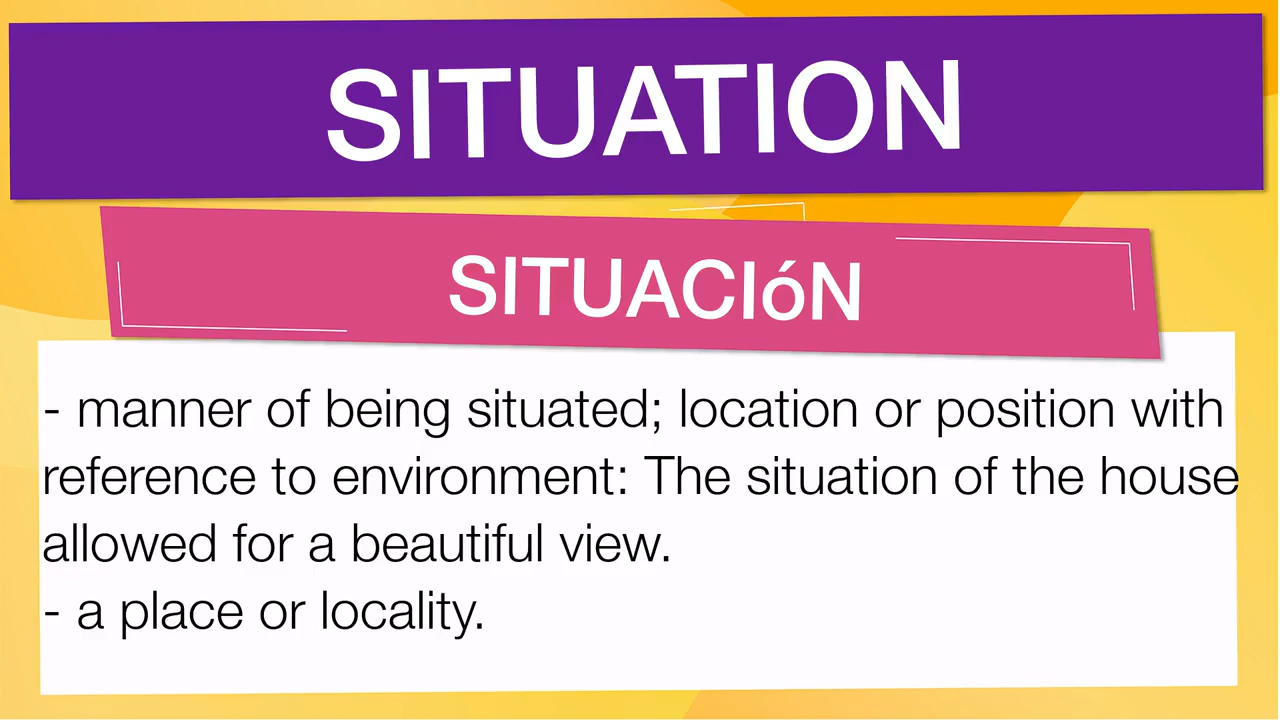 SITUATION
SITUACIóN
- manner of being situated; location or position with
reference to environment: The situation of the house
allowed for a beautiful view.
- a place or locality.